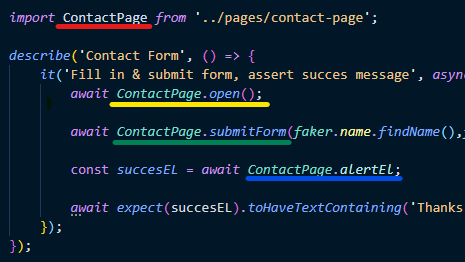 import ContactPage from '../pages/contact-page';
describe('Contact Form', () => {
it('Fill in & submit form, assert succes message', async
await ContactPage.open();
await ContactPage.submitForm(faker.name.findName(),
const succesEL = await ContactPage.alertEl;
await expect(succesEL).toHaveTextContaining('Thanks
});
});